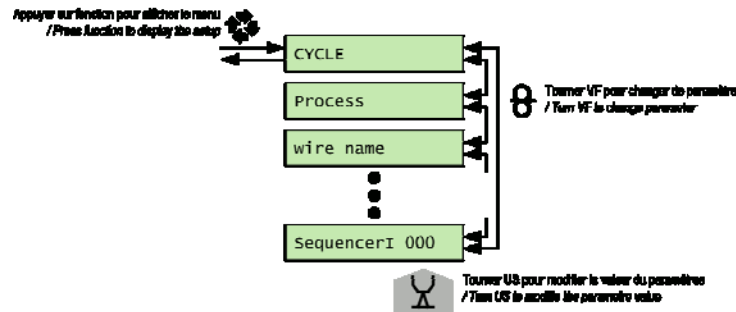 Appuyer sur fonction pour afficher le menu
/ Press function to display the setup
CYCLE
Process
Tourner VF pour changer de paramètre
/ Turn VF to change parameter
wire name
SequencerI 000
Tourner US pour modifier la valeur du paramètres
/ Turn US to modify the parametre value